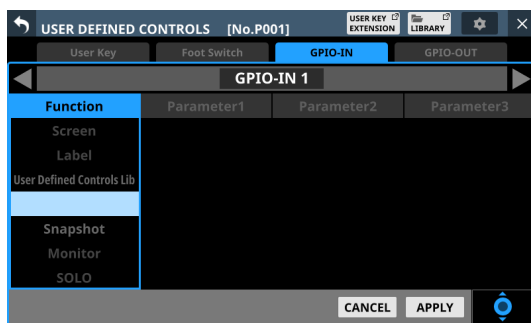 USER DEFINED CONTROLS [No.P001]
USER KEY
EXTENSION
LIBRARY
User Key
Foot Switch
GPIO-IN
GPIO-OUT
GPIO-IN 1
Function
Parameter1
Parameter2
Parameter3
Screen
Label
User Defined Controls Lib
Snapshot
Monitor
SOLO
CANCEL
APPLY